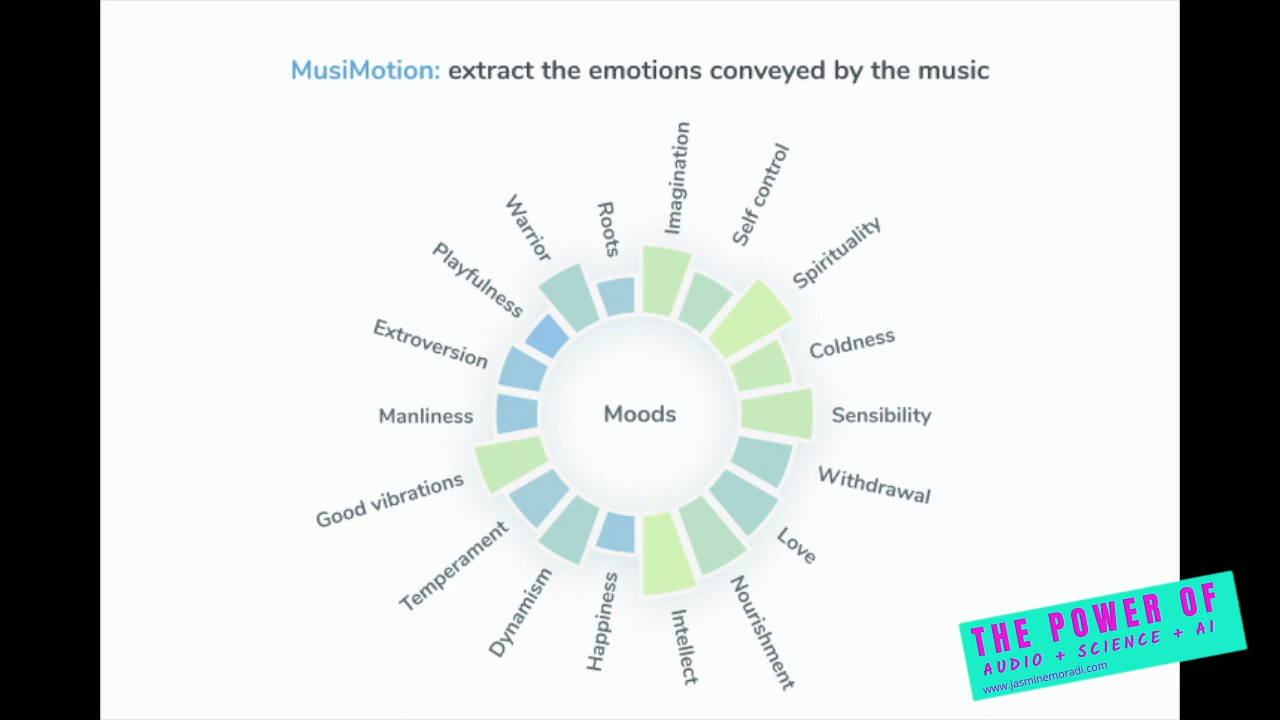 MusiMotion: extract the emotions conveyed by the music
Imagination
Self control
Spirituality
Coldness
Sensibility
Withdrawal
Love
Nourishment
Intellect
Happiness
Dynamism
Temperament
Good vibrations
Manliness
Extroversion
Playfulness
Warrior
Roots
Moods
THE POWER OF
AUDIO + SCIENCE + AI
www.jasminemoradi.com